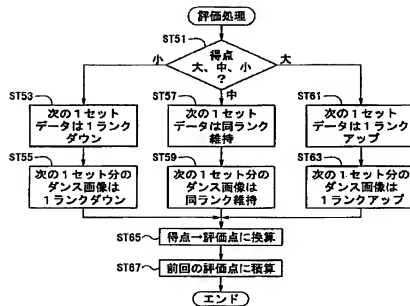 評価処理
ST51
得点
大、中、小
?
小
大
中
ST53
次の1セット
データは1ランク
ダウン
ST57
次の1セット
データは同ランク
維持
ST61
次の1セット
データは1ランク
アップ
ST55
次の1セット分の
ダンス画像は
1ランクダウン
ST59
次の1セット分の
ダンス画像は
同ランク維持
ST63
次の1セット分の
ダンス画像は
1ランクアップ
ST65
得点→評価点に換算
ST67
前回の評価点に積算
エンド